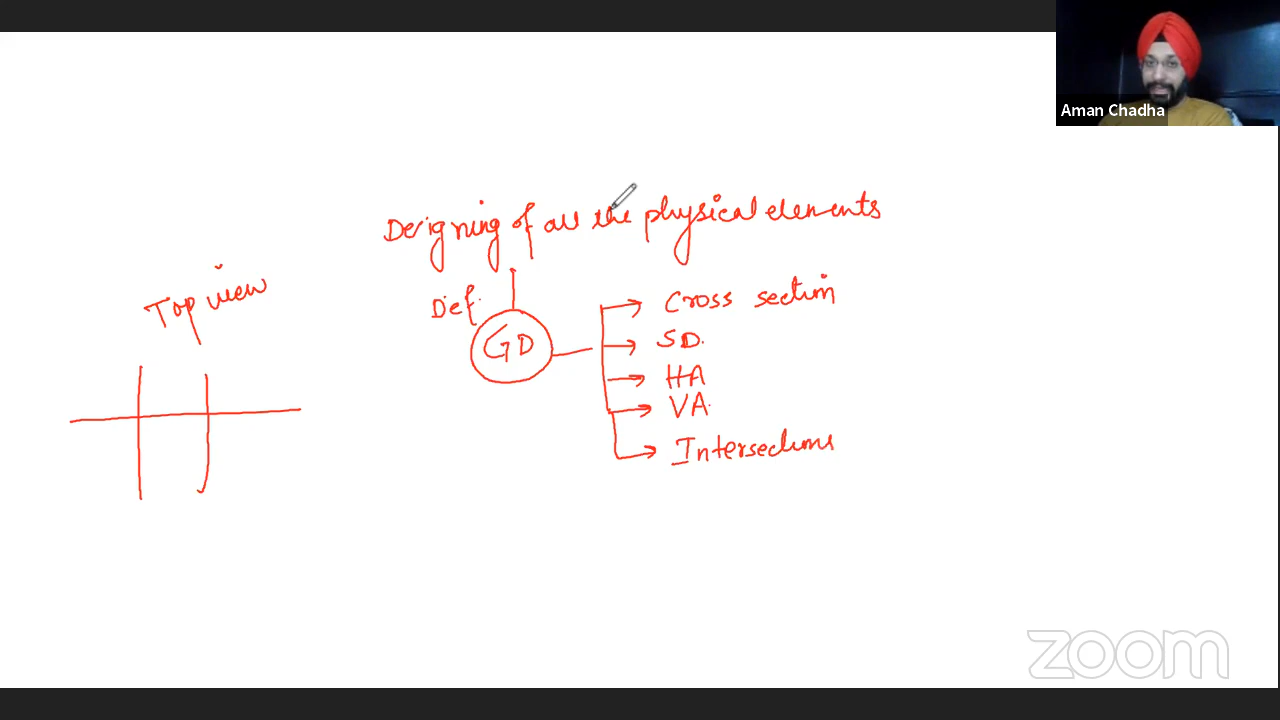 Aman Chadha
Designing of all the physical elements
Top view
Def.
GD
Cross section
SD.
HA
VA.
Intersections
zoom